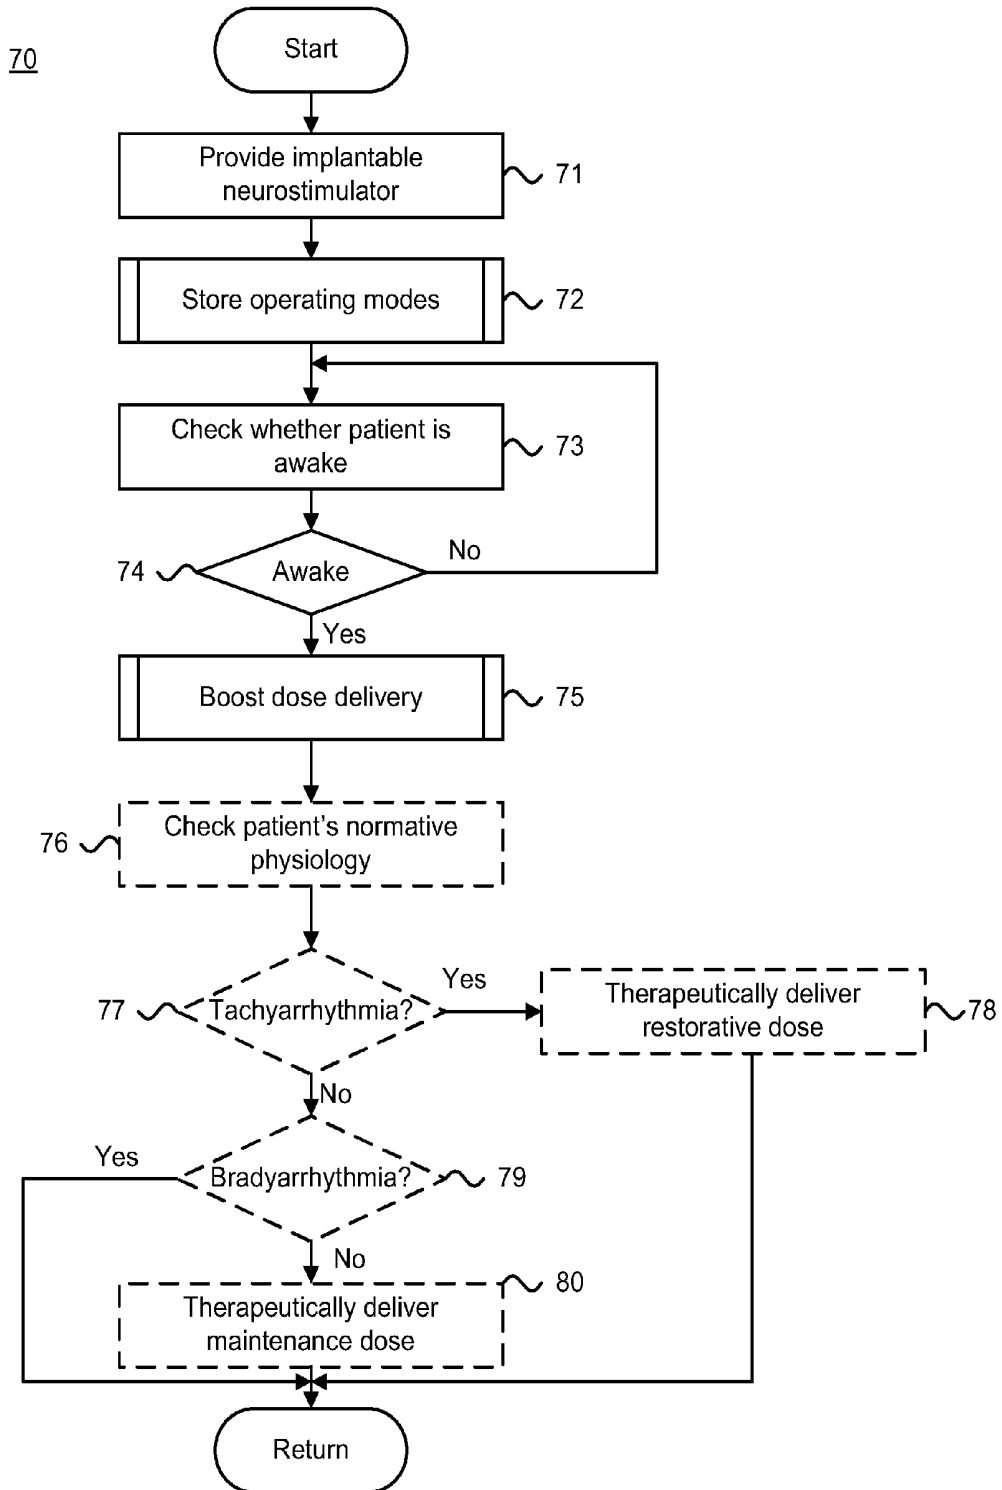 70
Start
Provide implantable
neurostimulator
71
Store operating modes
72
Check whether patient is
awake
73
74
Awake
No
Yes
Boost dose delivery
75
76
Check patient's normative
physiology
77
Tachyarrhythmia?
Yes
Therapeutically deliver
restorative dose
78
No
Yes
Bradyarrhythmia?
79
No
80
Therapeutically deliver
maintenance dose
Return